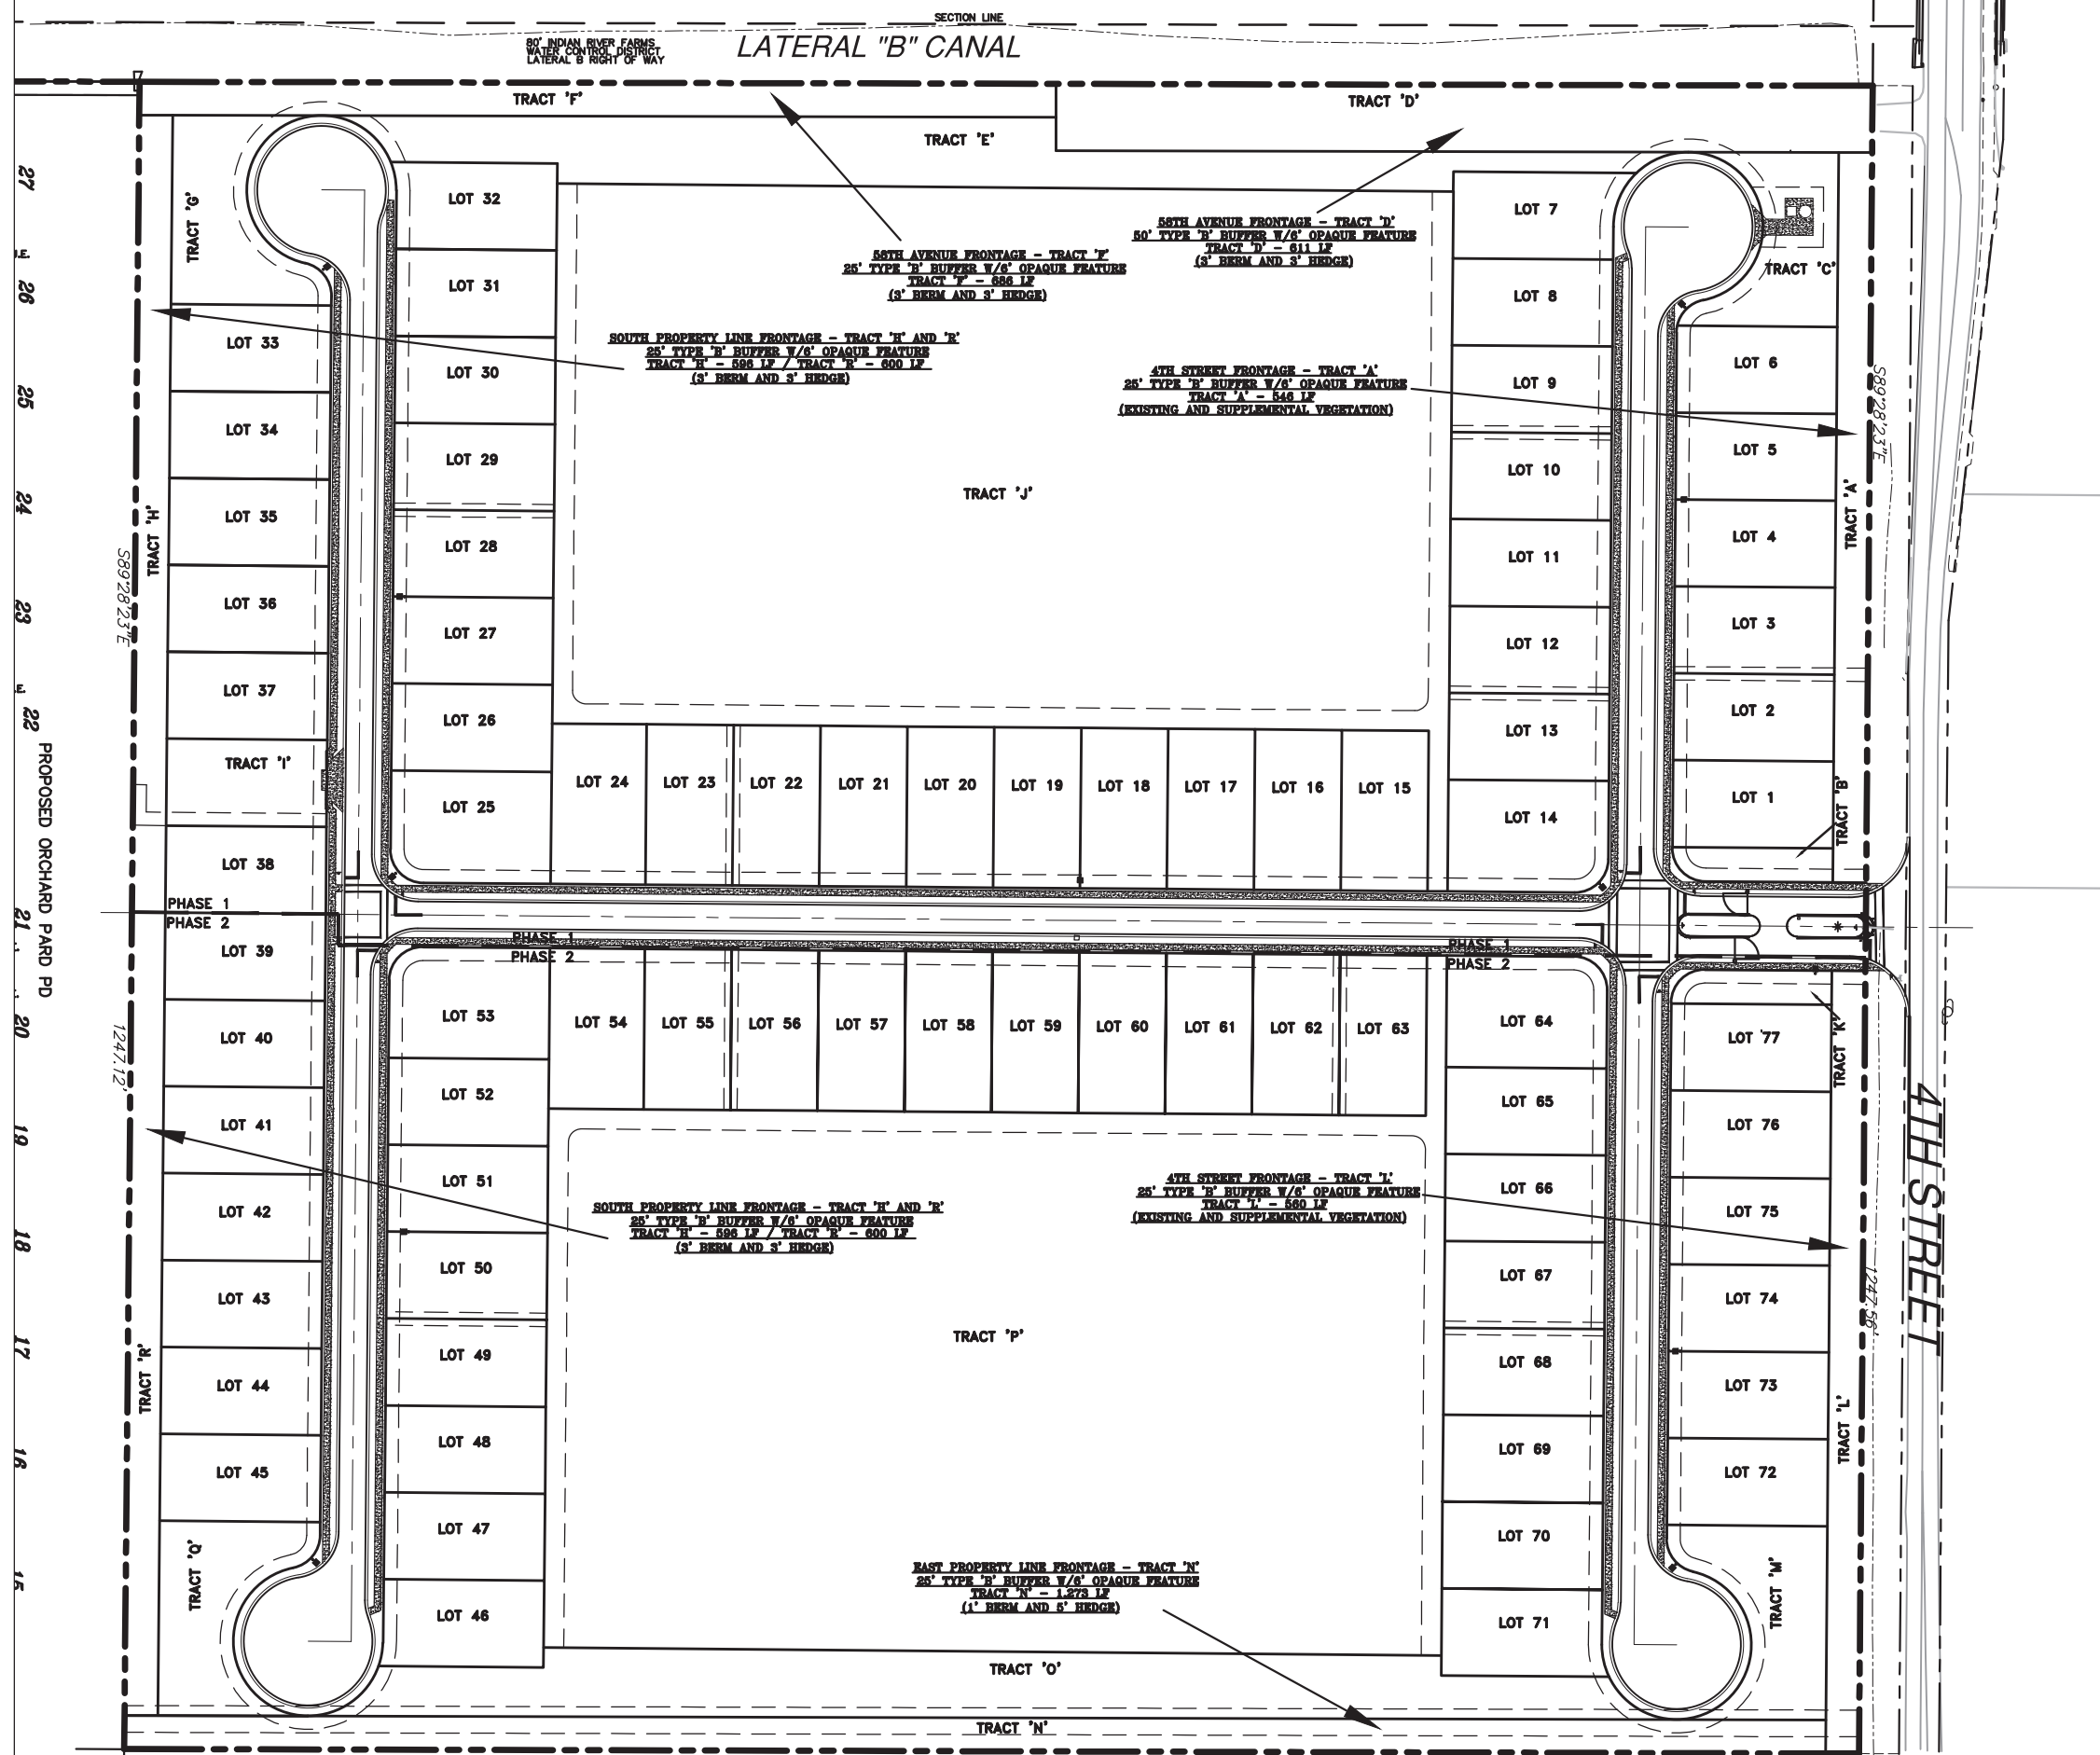 SECTION LINE
80' INDIAN RIVER FARMS
WATER CONTROL DISTRICT
LATERAL B RIGHT OF WAY
LATERAL "B" CANAL
TRACT 'F'
TRACT 'D'
TRACT 'E'
TRACT 'G'
LOT 32
LOT 31
LOT 30
LOT 29
LOT 28
LOT 27
LOT 26
LOT 25
LOT 33
LOT 34
LOT 35
LOT 36
LOT 37
TRACT 'I'
LOT 38
TRACT 'H'
S89°28'23"E
27
26
25
24
23
22
21
20
19
18
17
16
15
PROPOSED ORCHARD PARD PD
58TH AVENUE FRONTAGE - TRACT 'F'
25' TYPE 'B' BUFFER W/6' OPAQUE FEATURE
TRACT 'F' - 686 LF
(3' BERM AND 3' HEDGE)
58TH AVENUE FRONTAGE - TRACT 'D'
50' TYPE 'B' BUFFER W/6' OPAQUE FEATURE
TRACT 'D' - 611 LF
(3' BERM AND 3' HEDGE)
SOUTH PROPERTY LINE FRONTAGE - TRACT 'H' AND 'R'
25' TYPE 'B' BUFFER W/6' OPAQUE FEATURE
TRACT 'H' - 596 LF / TRACT 'R' - 600 LF
(3' BERM AND 3' HEDGE)
4TH STREET FRONTAGE - TRACT 'A'
25' TYPE 'B' BUFFER W/6' OPAQUE FEATURE
TRACT 'A' - 546 LF
(EXISTING AND SUPPLEMENTAL VEGETATION)
TRACT 'J'
LOT 7
LOT 8
LOT 9
LOT 10
LOT 11
LOT 12
LOT 13
LOT 14
TRACT 'C'
LOT 6
LOT 5
LOT 4
LOT 3
LOT 2
LOT 1
TRACT 'A'
TRACT 'B'
S89°28'23"E
LOT 24
LOT 23
LOT 22
LOT 21
LOT 20
LOT 19
LOT 18
LOT 17
LOT 16
LOT 15
PHASE 1
PHASE 2
PHASE 1
PHASE 2
PHASE 1
PHASE 2
LOT 39
LOT 40
LOT 41
LOT 42
LOT 43
LOT 44
LOT 45
TRACT 'Q'
TRACT 'R'
1247.12'
LOT 53
LOT 52
LOT 51
LOT 50
LOT 49
LOT 48
LOT 47
LOT 46
LOT 54
LOT 55
LOT 56
LOT 57
LOT 58
LOT 59
LOT 60
LOT 61
LOT 62
LOT 63
SOUTH PROPERTY LINE FRONTAGE - TRACT 'H' AND 'R'
25' TYPE 'B' BUFFER W/6' OPAQUE FEATURE
TRACT 'H' - 596 LF / TRACT 'R' - 600 LF
(3' BERM AND 3' HEDGE)
4TH STREET FRONTAGE - TRACT 'L'
25' TYPE 'B' BUFFER W/6' OPAQUE FEATURE
TRACT 'L' - 560 LF
(EXISTING AND SUPPLEMENTAL VEGETATION)
TRACT 'P'
EAST PROPERTY LINE FRONTAGE - TRACT 'N'
25' TYPE 'B' BUFFER W/6' OPAQUE FEATURE
TRACT 'N' - 1,273 LF
(1' BERM AND 5' HEDGE)
LOT 64
LOT 65
LOT 66
LOT 67
LOT 68
LOT 69
LOT 70
LOT 71
LOT 77
LOT 76
LOT 75
LOT 74
LOT 73
LOT 72
TRACT 'K'
TRACT 'L'
TRACT 'M'
1247.56'
4TH STREET
TRACT 'O'
TRACT 'N'